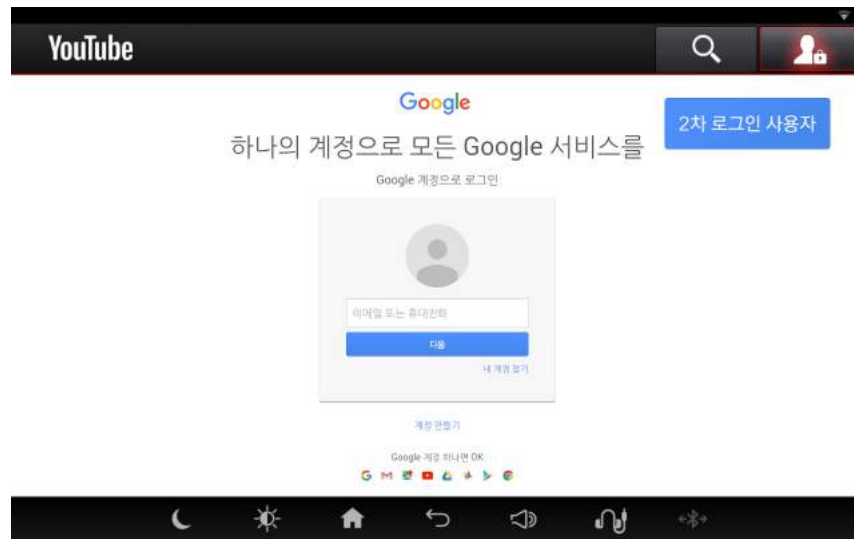 YouTube
Google
2차 로그인 사용자
하나의 계정으로 모든 Google 서비스를
Google 계정으로 로그인
이메일 또는 휴대전화
다음
내 계정 찾기
계정 만들기
Google 계정 하나면 OK